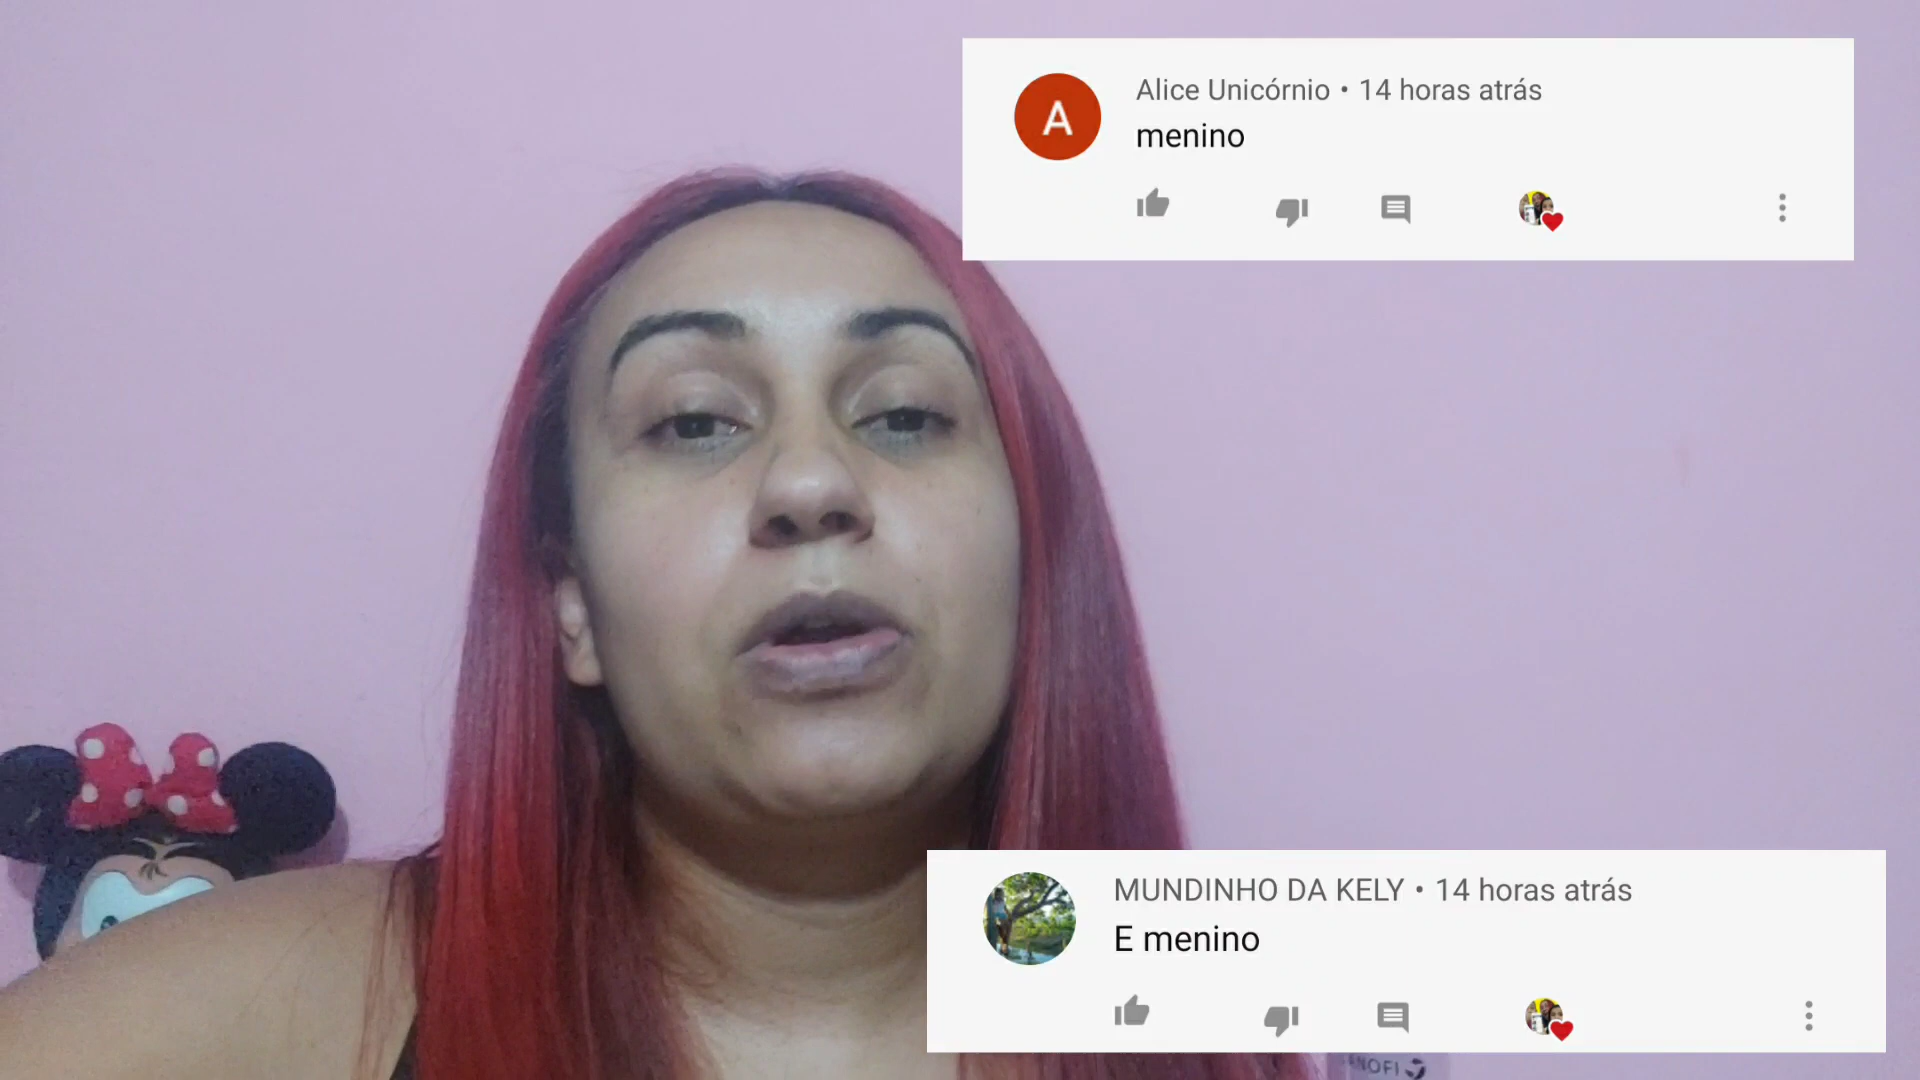 Alice Unicórnio • 14 horas atrás
A
menino
MUNDINHO DA KELY • 14 horas atrás
E menino